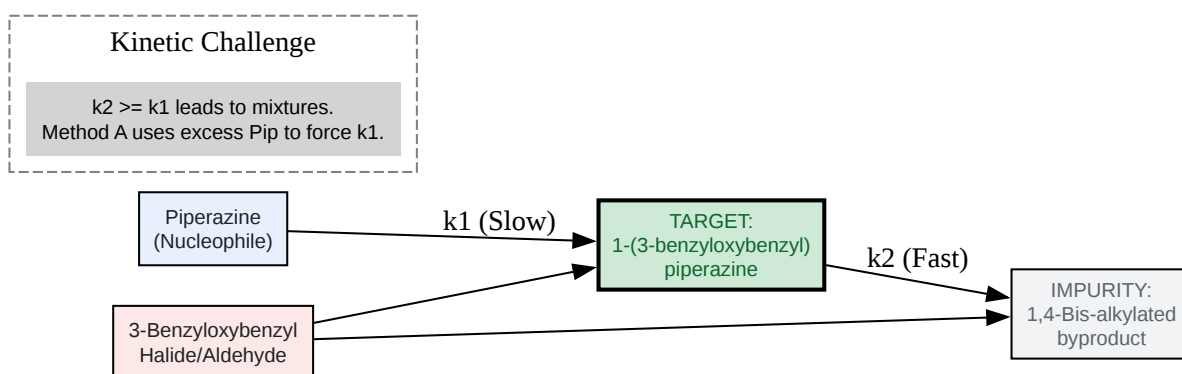 Kinetic Challenge
k2 >= k1 leads to mixtures.
Method A uses excess Pip to force k1.
Piperazine
(Nucleophile)
k1 (Slow)
TARGET:
1-(3-benzyloxybenzyl)
piperazine
k2 (Fast)
IMPURITY:
1,4-Bis-alkylated
byproduct
3-Benzyloxybenzyl
Halide/Aldehyde